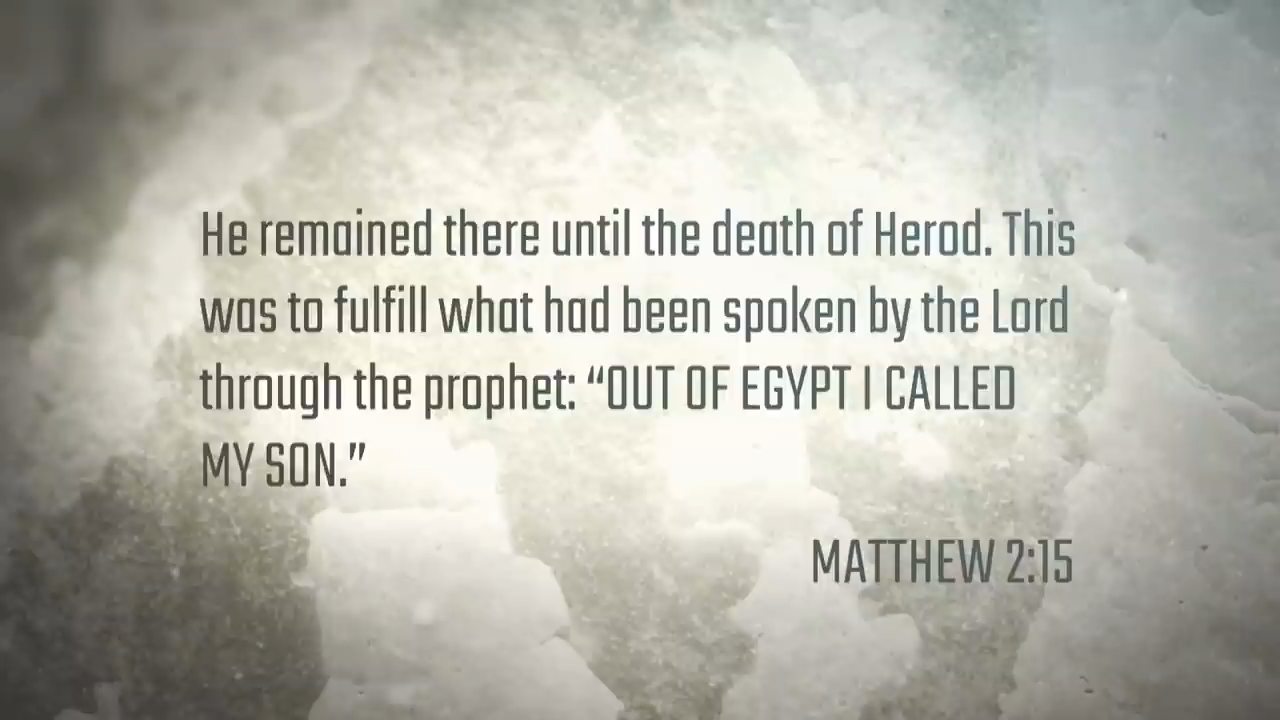 He remained there until the death of Herod. This
was to fulfill what had been spoken by the Lord
through the prophet: “OUT OF EGYPT I CALLED
MY SON.”
MATTHEW 2:15